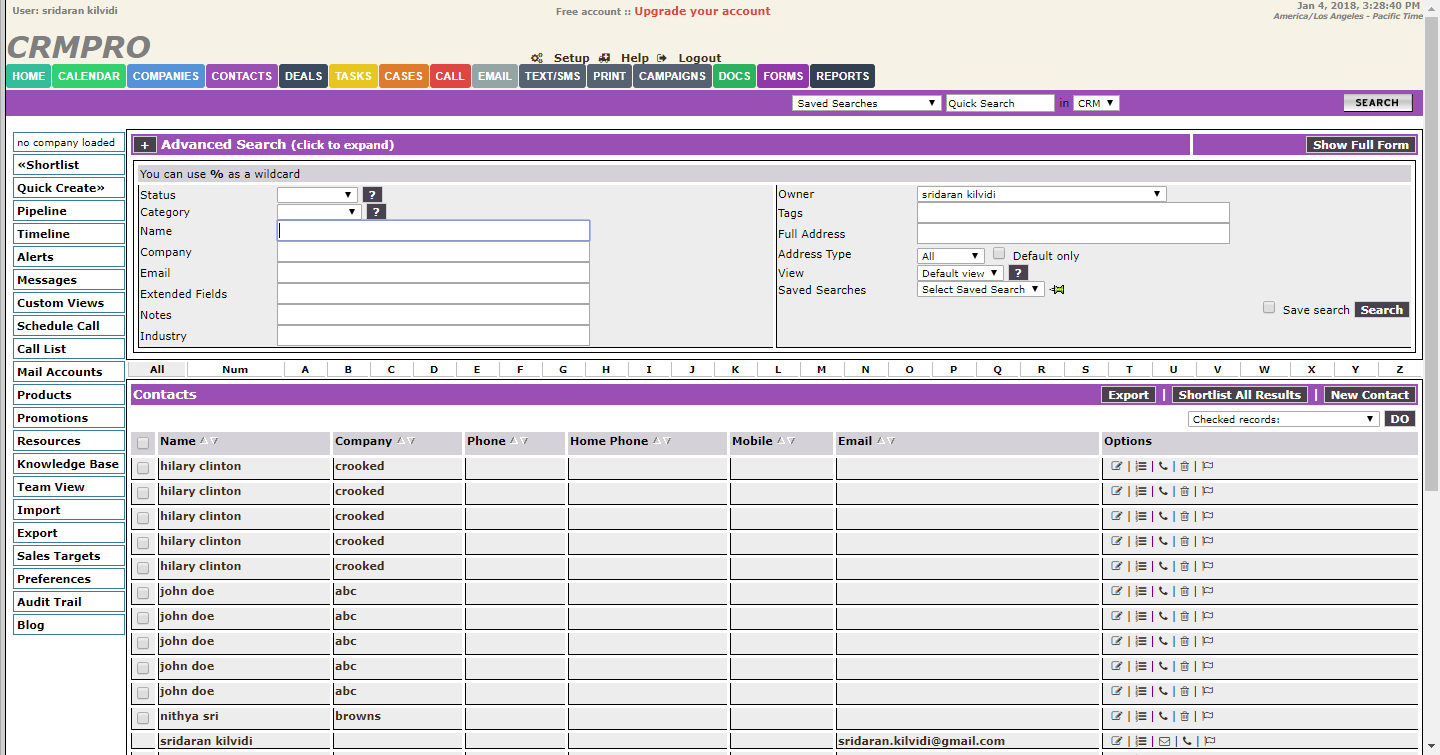 User: sridaran kilvidi
Free account :: Upgrade your account
Jan 4, 2018, 3:28:40 PM
America/Los Angeles - Pacific Time
CRMPRO
Setup Help Logout
HOME CALENDAR COMPANIES CONTACTS DEALS TASKS CASES CALL EMAIL TEXT/SMS PRINT CAMPAIGNS DOCS FORMS REPORTS
Saved Searches Quick Search in CRM SEARCH
no company loaded
«Shortlist
Quick Create»
Pipeline
Timeline
Alerts
Messages
Custom Views
Schedule Call
Call List
Mail Accounts
Products
Promotions
Resources
Knowledge Base
Team View
Import
Export
Sales Targets
Preferences
Audit Trail
Blog
+ Advanced Search (click to expand) Show Full Form
You can use % as a wildcard
Status ?
Category ?
Name
Company
Email
Extended Fields
Notes
Industry
Owner sridaran kilvidi
Tags
Full Address
Address Type All Default only
View Default view ?
Saved Searches Select Saved Search
Save search Search
All Num A B C D E F G H I J K L M N O P Q R S T U V W X Y Z
Contacts Export | Shortlist All Results | New Contact
Checked records: DO
Name Company Phone Home Phone Mobile Email Options
hilary clinton crooked | | | |
hilary clinton crooked | | | |
hilary clinton crooked | | | |
hilary clinton crooked | | | |
hilary clinton crooked | | | |
john doe abc | | | |
john doe abc | | | |
john doe abc | | | |
john doe abc | | | |
john doe abc | | | |
nithya sri browns | | | |
sridaran kilvidi sridaran.kilvidi@gmail.com | | | |